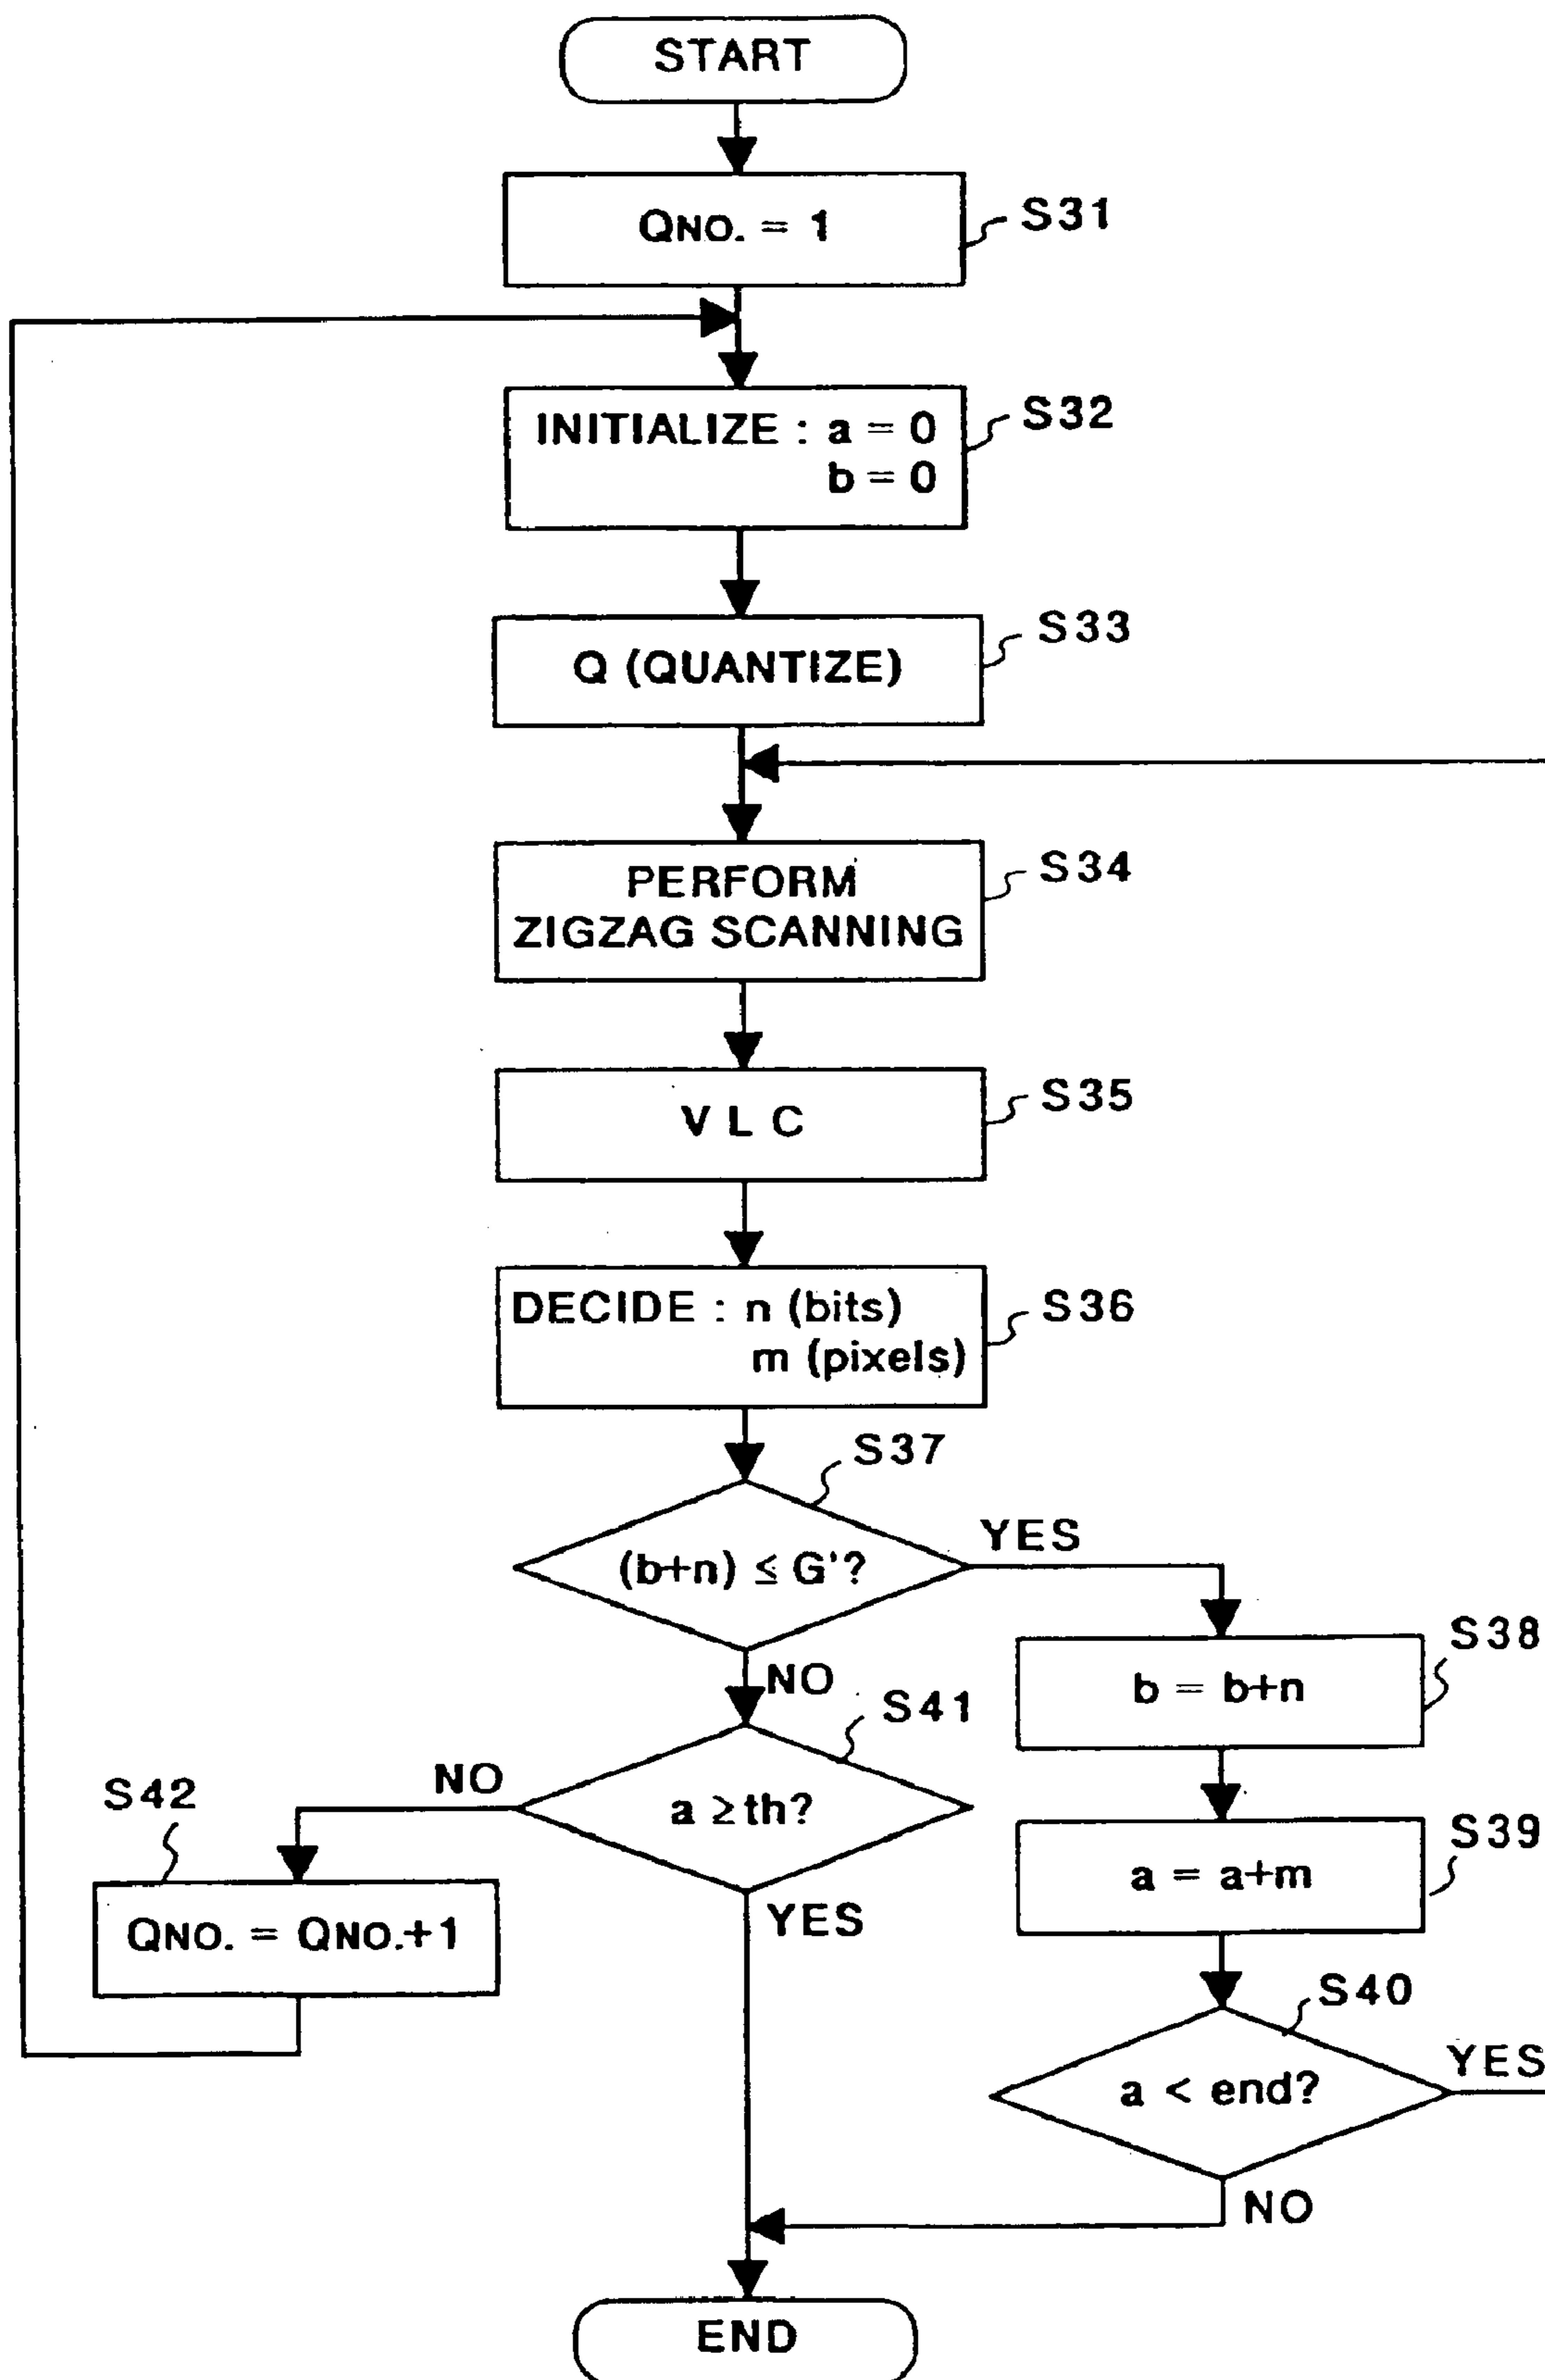 START
QNO. = 1
S31
INITIALIZE : a = 0
b = 0
S32
Q (QUANTIZE)
S33
PERFORM
ZIGZAG SCANNING
S34
V L C
S35
DECIDE : n (bits)
m (pixels)
S36
S37
(b+n) ≤ G'?
YES
NO
S38
b = b+n
S41
a ≥ th?
NO
YES
S42
QNO. = QNO.+1
S39
a = a+m
S40
a < end?
YES
NO
END